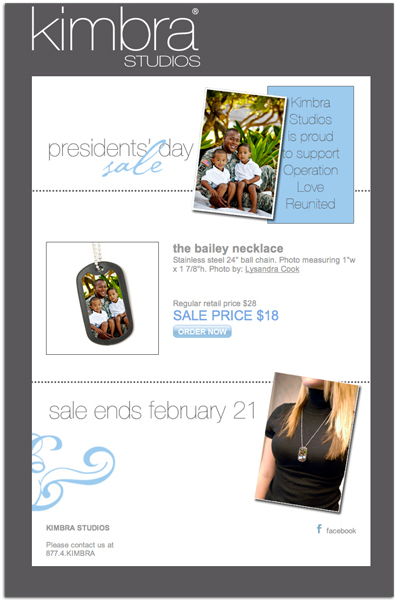 kimbra®
STUDIOS
presidents' day
sale
Kimbra
Studios
is proud
to support
Operation
Love
Reunited
the bailey necklace
Stainless steel 24" ball chain. Photo measuring 1"w
x 1 7/8"h. Photo by: Lysandra Cook
Regular retail price $28
SALE PRICE $18
ORDER NOW
sale ends february 21
KIMBRA STUDIOS
Please contact us at
877.4.KIMBRA
f facebook